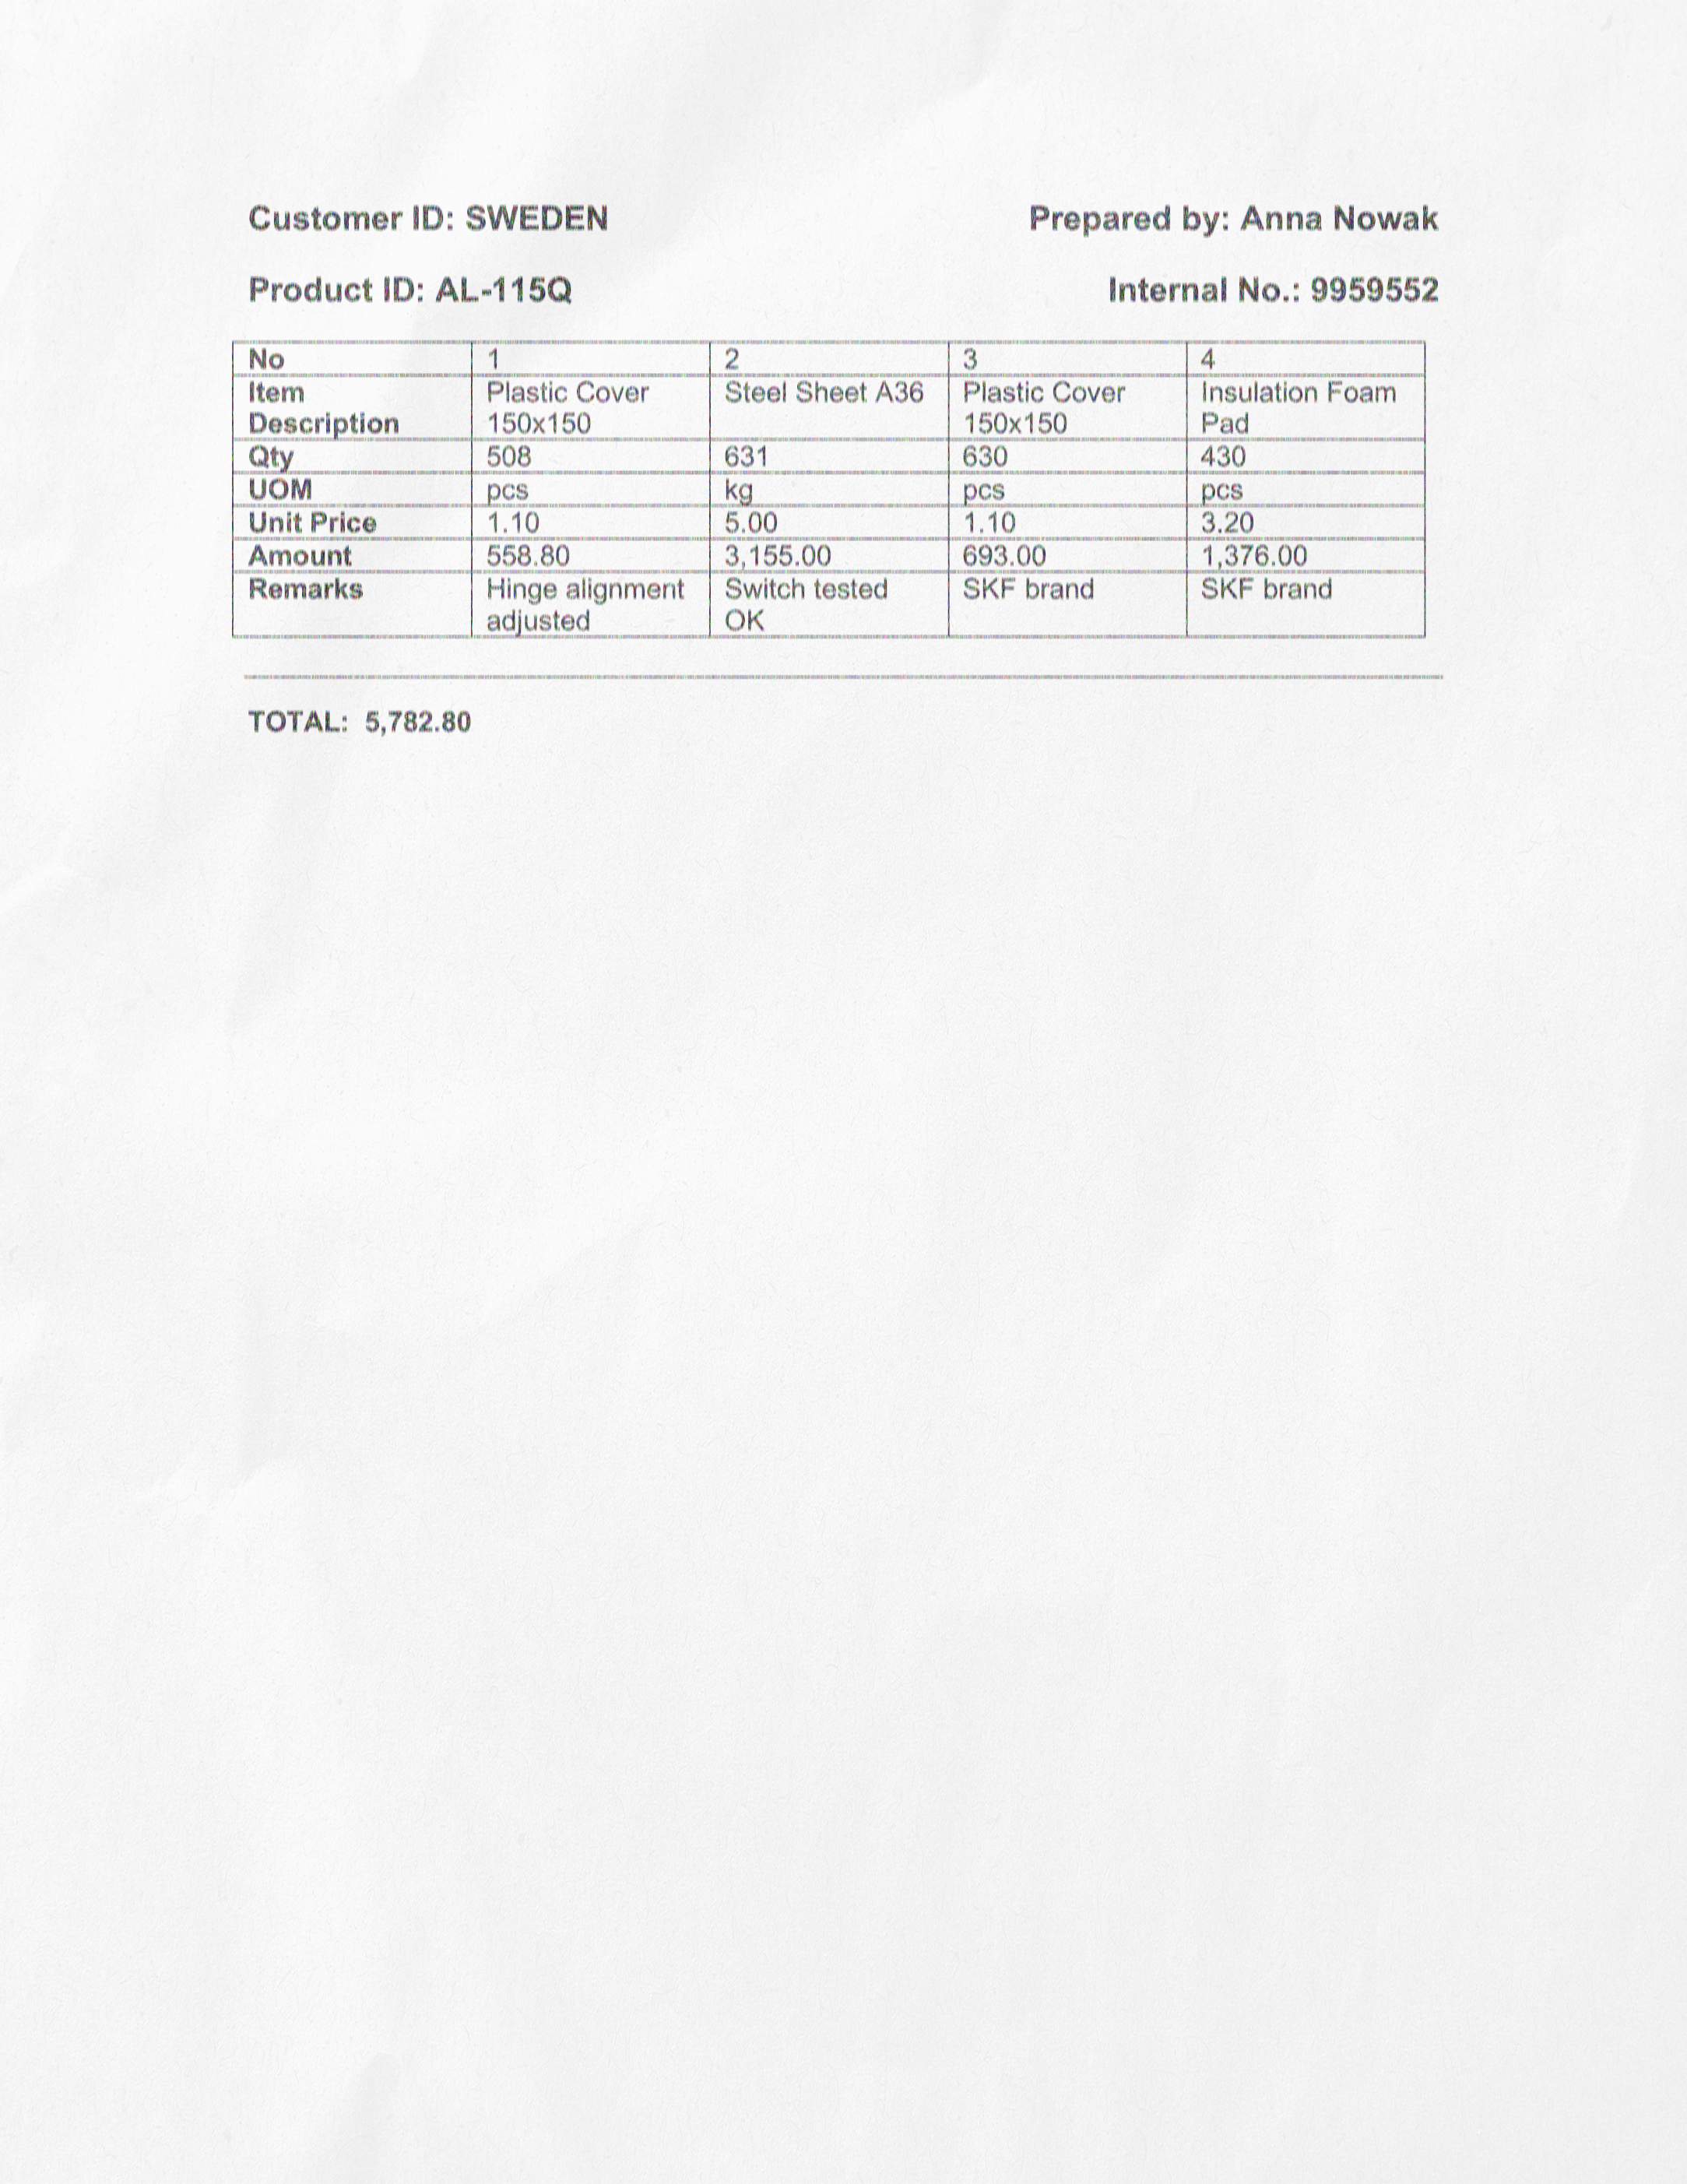 Customer ID: SWEDEN Prepared by: Anna Nowak
Product ID: AL-115Q Internal No.: 9959552
No 1 2 3 4
Item Plastic Cover Steel Sheet A36 Plastic Cover Insulation Foam
Description 150x150 150x150 Pad
Qty 508 631 630 430
UOM pcs kg pcs pcs
Unit Price 1.10 5.00 1.10 3.20
Amount 558.80 3,155.00 693.00 1,376.00
Remarks Hinge alignment Switch tested SKF brand SKF brand
adjusted OK
TOTAL: 5,782.80